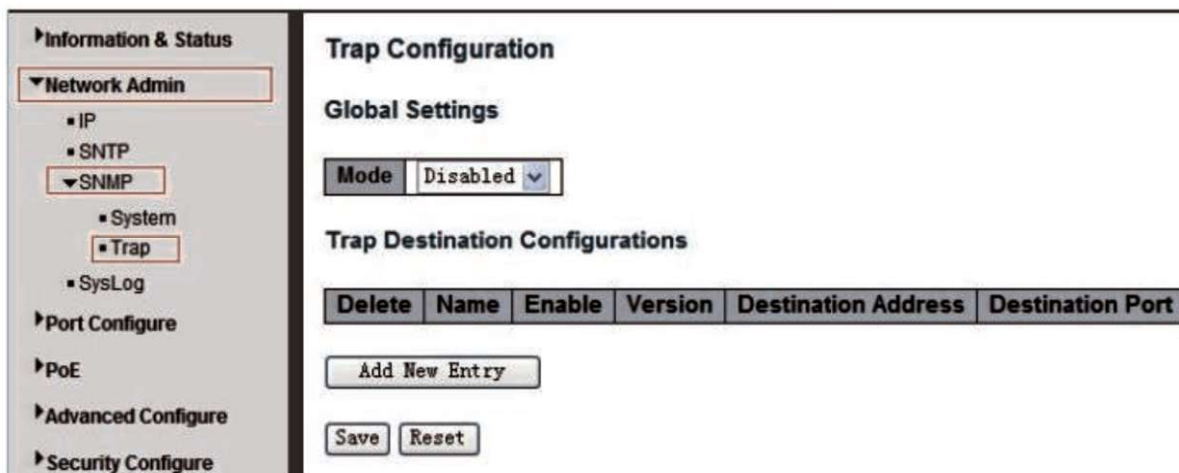 Information & Status
Network Admin
IP
SNTP
SNMP
System
Trap
SysLog
Port Configure
PoE
Advanced Configure
Security Configure
Trap Configuration
Global Settings
Mode Disabled
Trap Destination Configurations
Delete Name Enable Version Destination Address Destination Port
Add New Entry
Save Reset